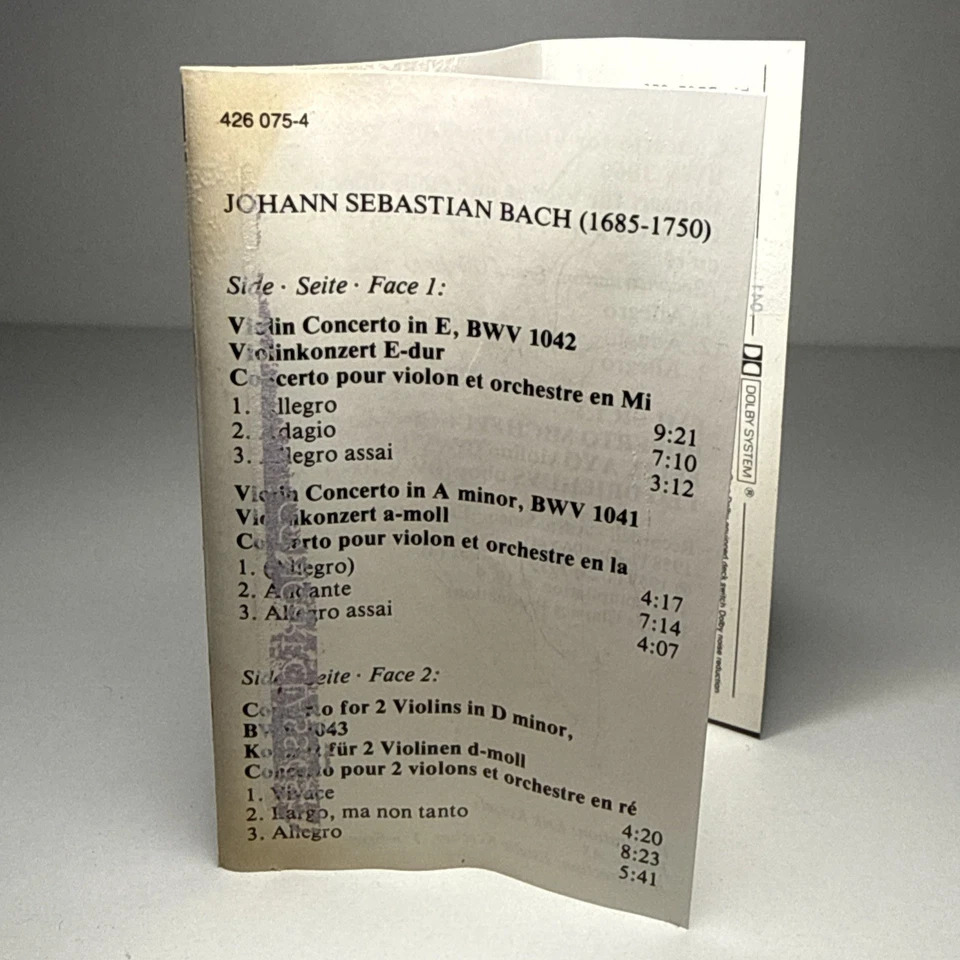 426 075-4
JOHANN SEBASTIAN BACH (1685-1750)
Side · Seite · Face 1:
Violin Concerto in E, BWV 1042
Violinkonzert E-dur
Concerto pour violon et orchestre en Mi
1. Allegro 9:21
2. Adagio 7:10
3. Allegro assai 3:12
Violin Concerto in A minor, BWV 1041
Violinkonzert a-moll
Concerto pour violon et orchestre en la
1. (Allegro) 4:17
2. Andante 7:14
3. Allegro assai 4:07
Side · Seite · Face 2:
Concerto for 2 Violins in D minor,
BWV 1043
Konzert für 2 Violinen d-moll
Concerto pour 2 violons et orchestre en ré
1. Vivace 4:20
2. Largo, ma non tanto 8:23
3. Allegro 5:41
DOLBY SYSTEM ®
deck switch Dolby noise reduction